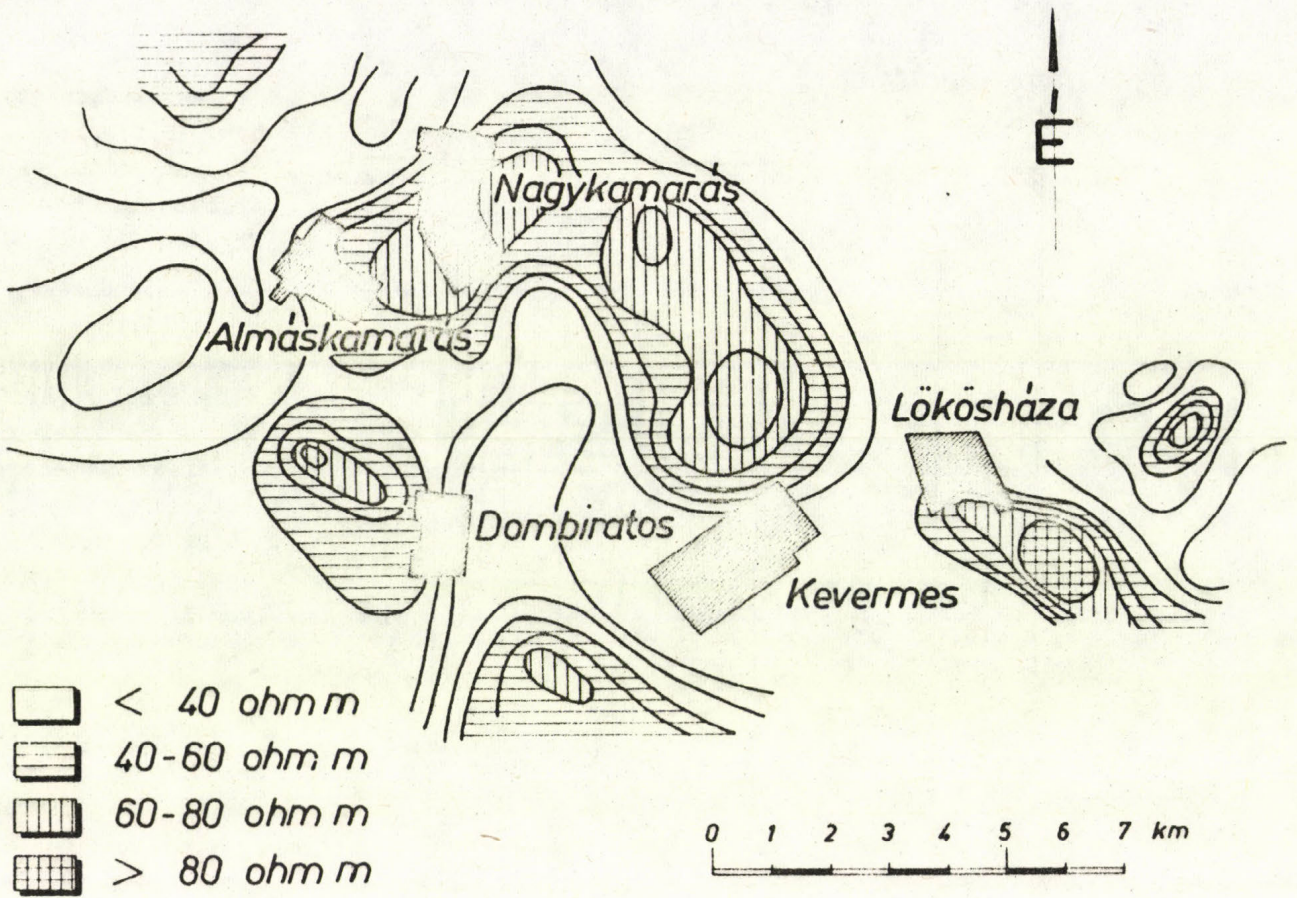 E
Nagykamarás
Almáskamarás
Lökösháza
Dombiratos
Kevermes
< 40 ohm m
40-60 ohm m
60-80 ohm m
> 80 ohm m
0 1 2 3 4 5 6 7 km